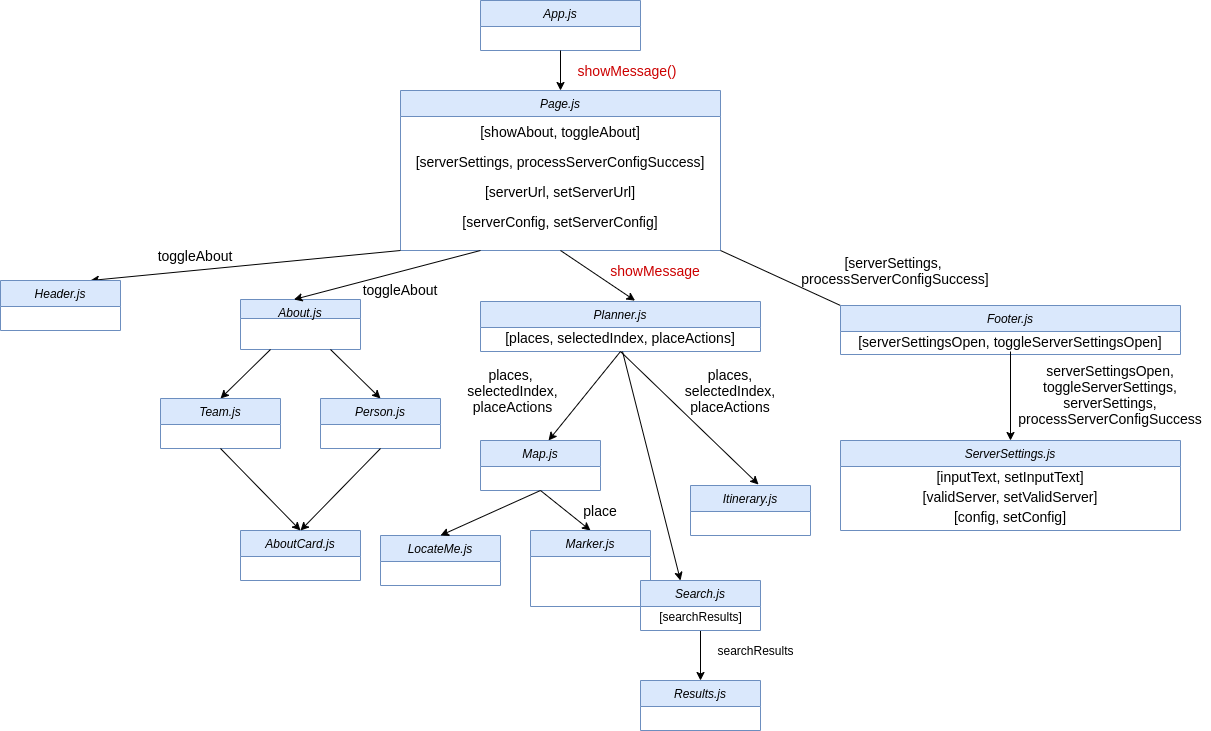 App.js
showMessage()
Page.js
[showAbout, toggleAbout]
[serverSettings, processServerConfigSuccess]
[serverUrl, setServerUrl]
[serverConfig, setServerConfig]
toggleAbout
toggleAbout
showMessage
[serverSettings,
processServerConfigSuccess]
Header.js
About.js
Planner.js
[places, selectedIndex, placeActions]
Footer.js
[serverSettingsOpen, toggleServerSettingsOpen]
places,
selectedIndex,
placeActions
places,
selectedIndex,
placeActions
serverSettingsOpen,
toggleServerSettings,
serverSettings,
processServerConfigSuccess
Team.js
Person.js
Map.js
Itinerary.js
ServerSettings.js
[inputText, setInputText]
[validServer, setValidServer]
[config, setConfig]
place
AboutCard.js
LocateMe.js
Marker.js
Search.js
[searchResults]
searchResults
Results.js